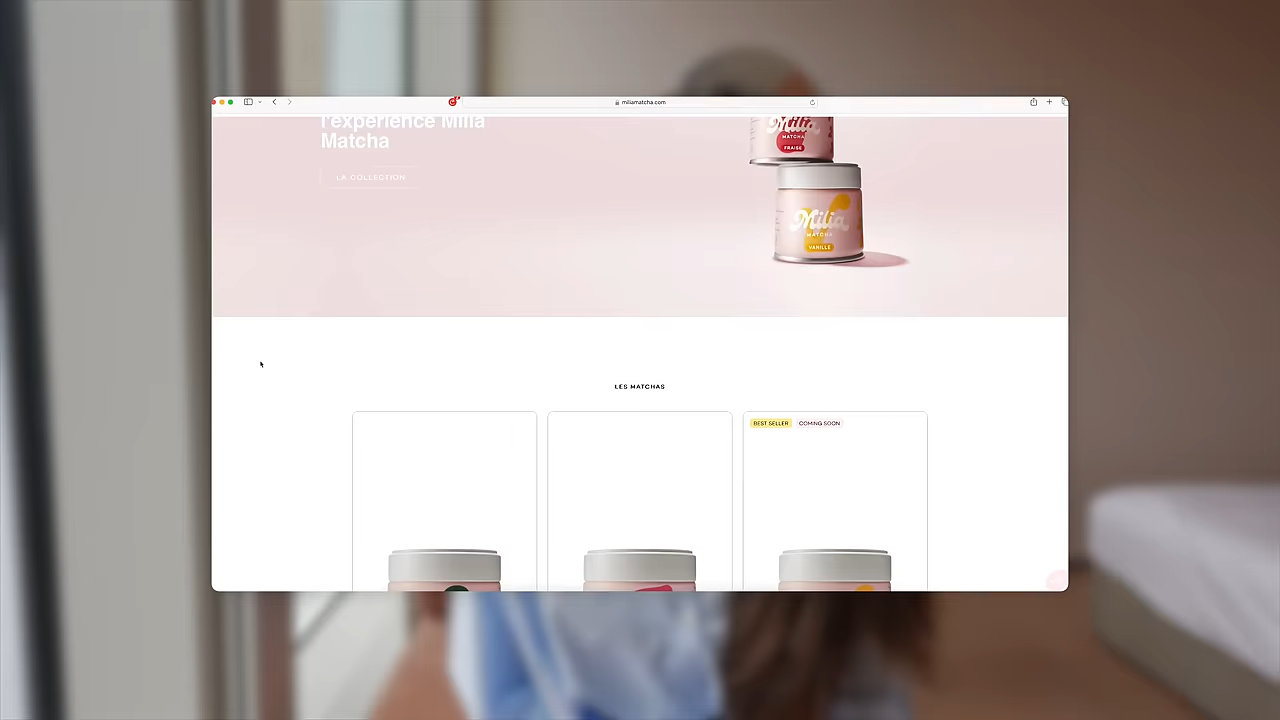 miliamatcha.com
l'expérience Milia
Matcha
LA COLLECTION
Milia
MATCHA
FRAISE
Milia
MATCHA
VANILLE
LES MATCHAS
BEST SELLER
COMING SOON